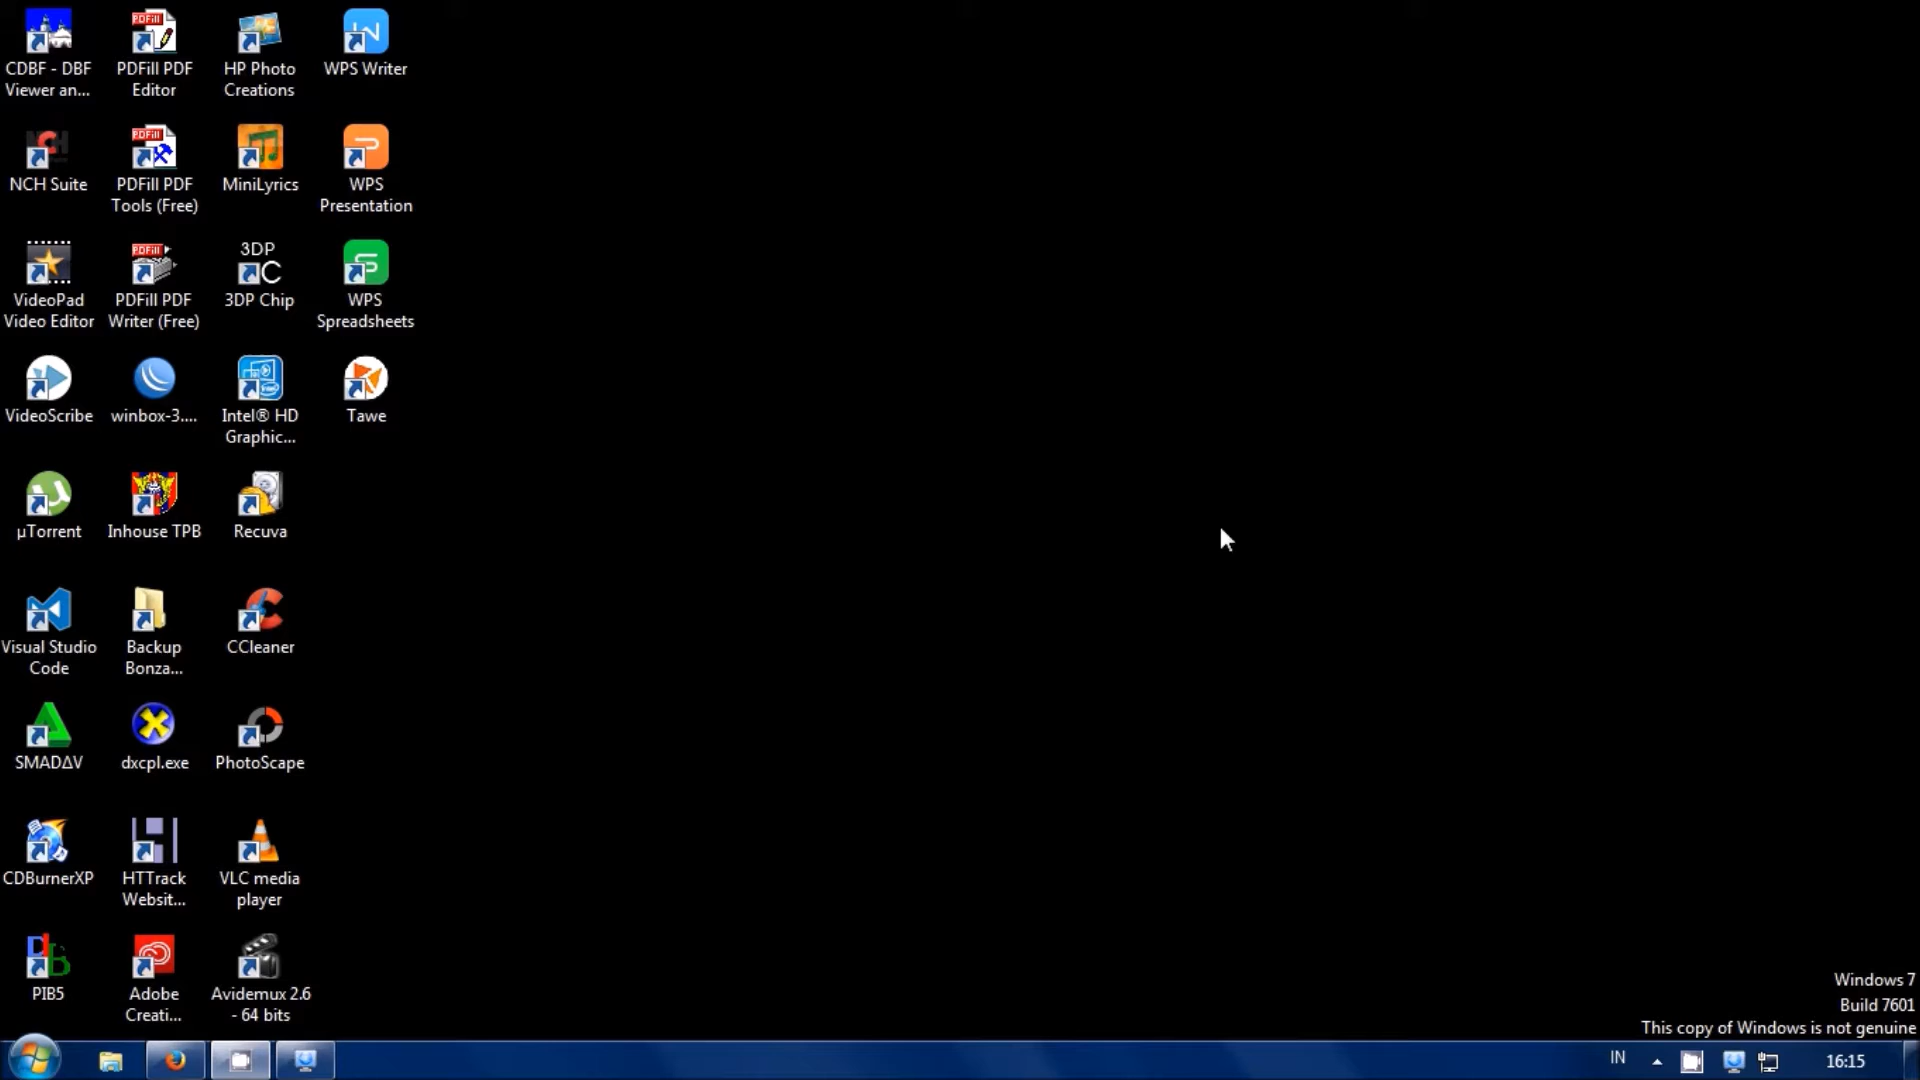 CDBF - DBF
Viewer an...
PDFill PDF
Editor
HP Photo
Creations
WPS Writer
NCH Suite
PDFill PDF
Tools (Free)
MiniLyrics
WPS
Presentation
VideoPad
Video Editor
PDFill PDF
Writer (Free)
3DP
C
3DP Chip
WPS
Spreadsheets
VideoScribe
winbox-3....
Intel® HD
Graphic...
Tawe
µTorrent
Inhouse TPB
Recuva
Visual Studio
Code
Backup
Bonza...
CCleaner
SMADΔV
dxcpl.exe
PhotoScape
CDBurnerXP
HTTrack
Websit...
VLC media
player
PIB5
Adobe
Creati...
Avidemux 2.6
- 64 bits
Windows 7
Build 7601
This copy of Windows is not genuine
IN
16:15